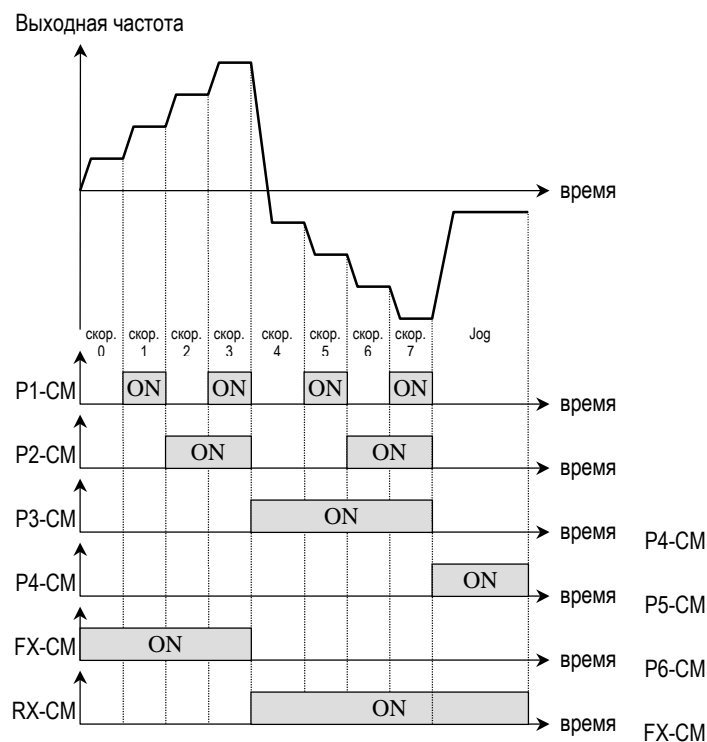 Выходная частота
время
скор. 0
скор. 1
скор. 2
скор. 3
скор. 4
скор. 5
скор. 6
скор. 7
Jog
P1-CM
ON
ON
ON
ON
время
P2-CM
ON
ON
время
P3-CM
ON
время
P4-CM
P4-CM
ON
время
P5-CM
FX-CM
ON
время
P6-CM
RX-CM
ON
время
FX-CM